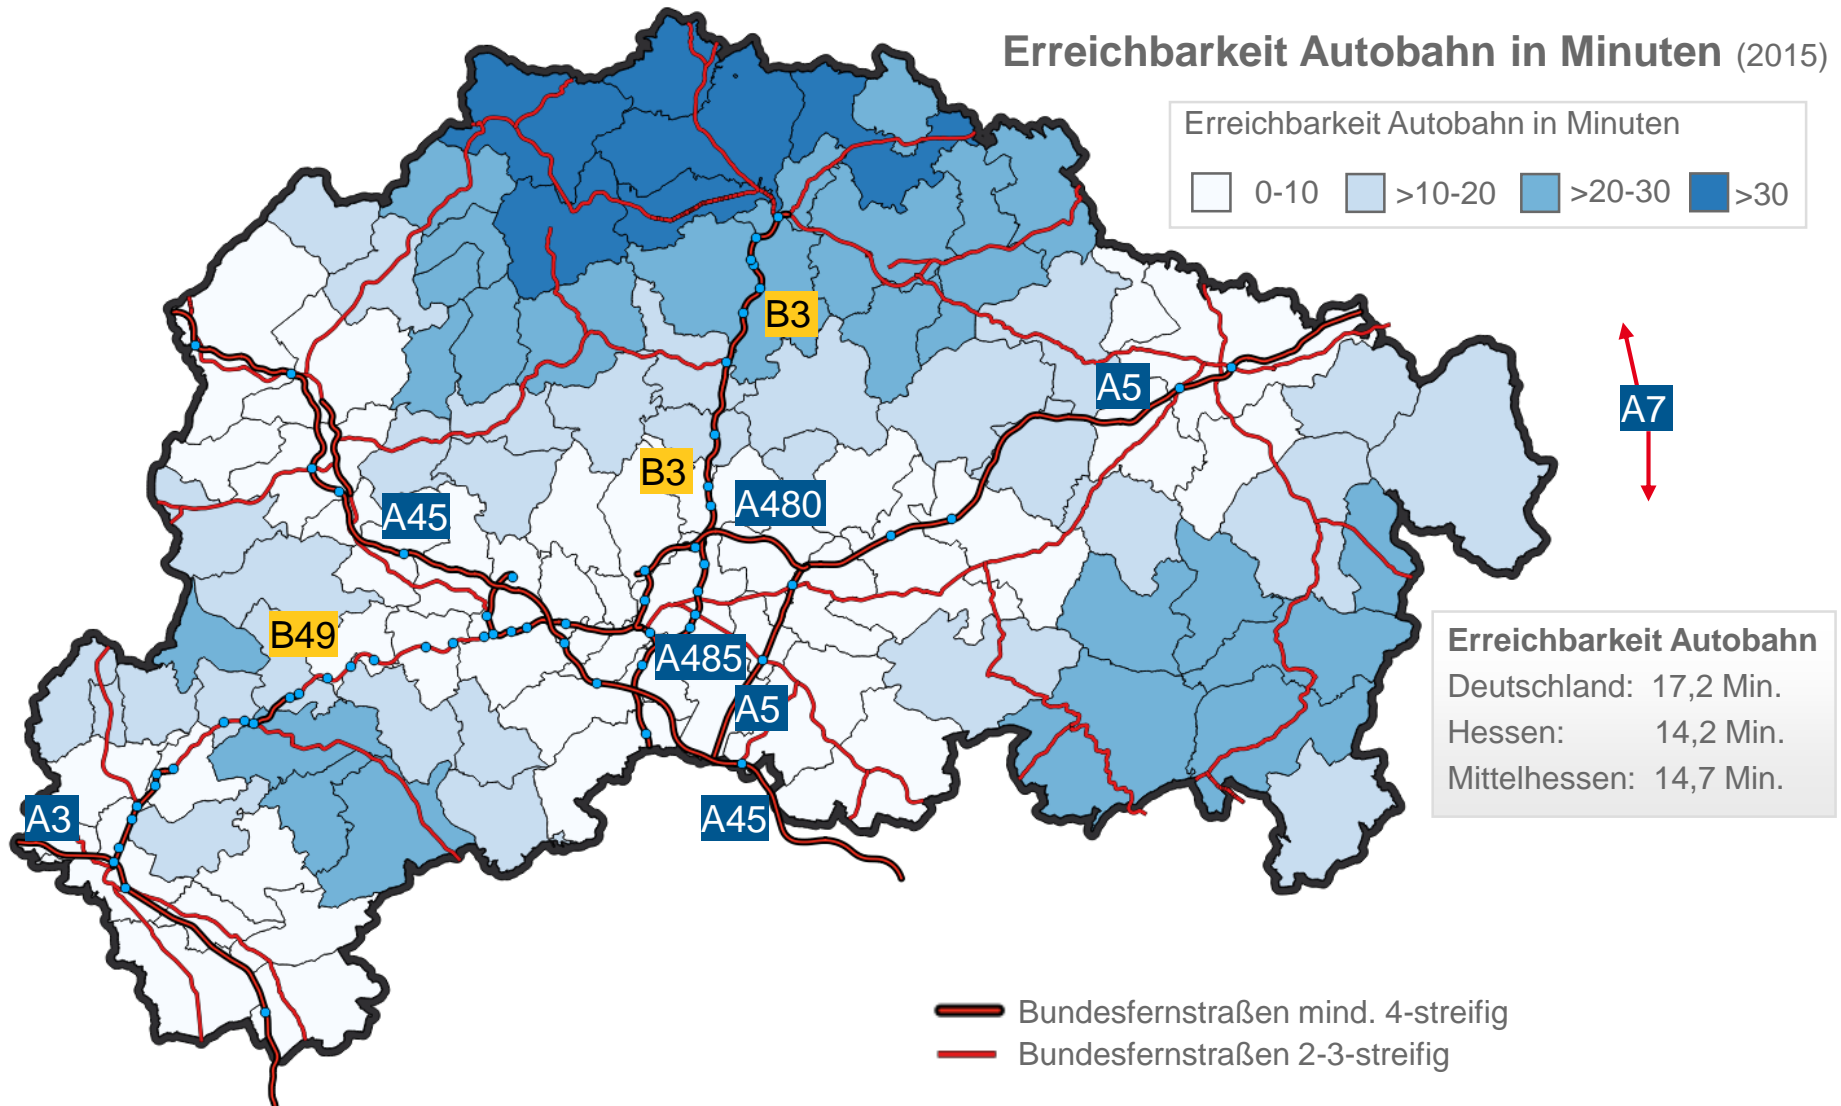 Erreichbarkeit Autobahn in Minuten (2015)
Erreichbarkeit Autobahn in Minuten
0-10 >10-20 >20-30 >30
B3
A5
A7
B3
A480
A45
B49
A485
A5
A3
A45
Erreichbarkeit Autobahn
Deutschland: 17,2 Min.
Hessen: 14,2 Min.
Mittelhessen: 14,7 Min.
Bundesfernstraßen mind. 4-streifig
Bundesfernstraßen 2-3-streifig